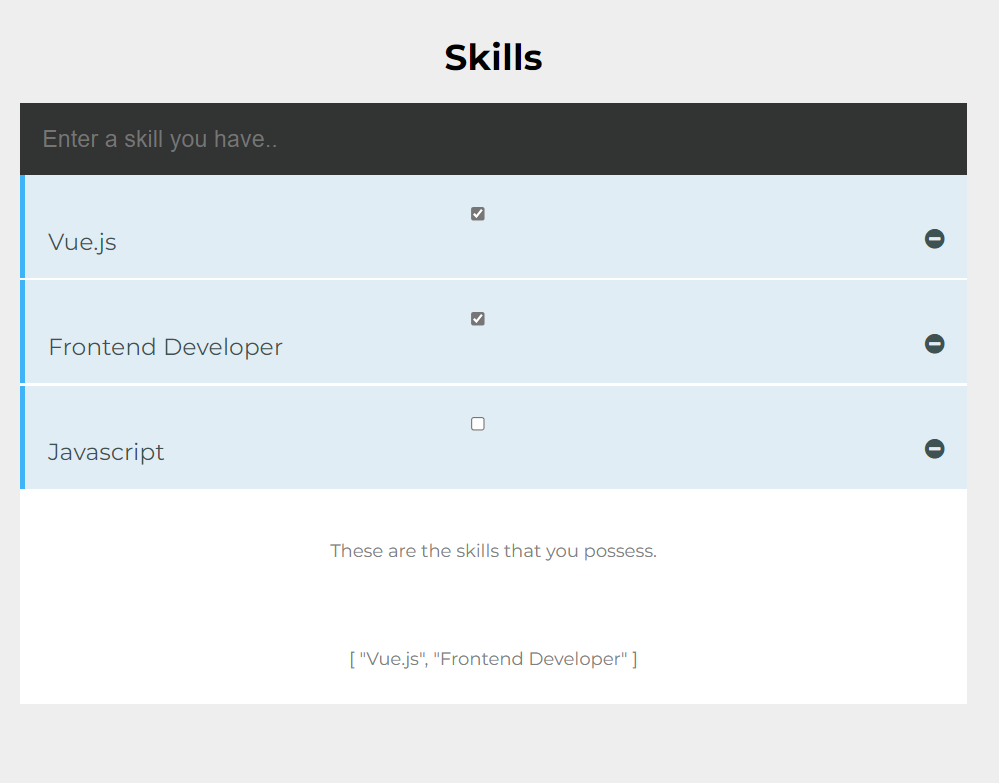 Skills
Enter a skill you have..
Vue.js
Frontend Developer
Javascript
These are the skills that you possess.
[ "Vue.js", "Frontend Developer" ]